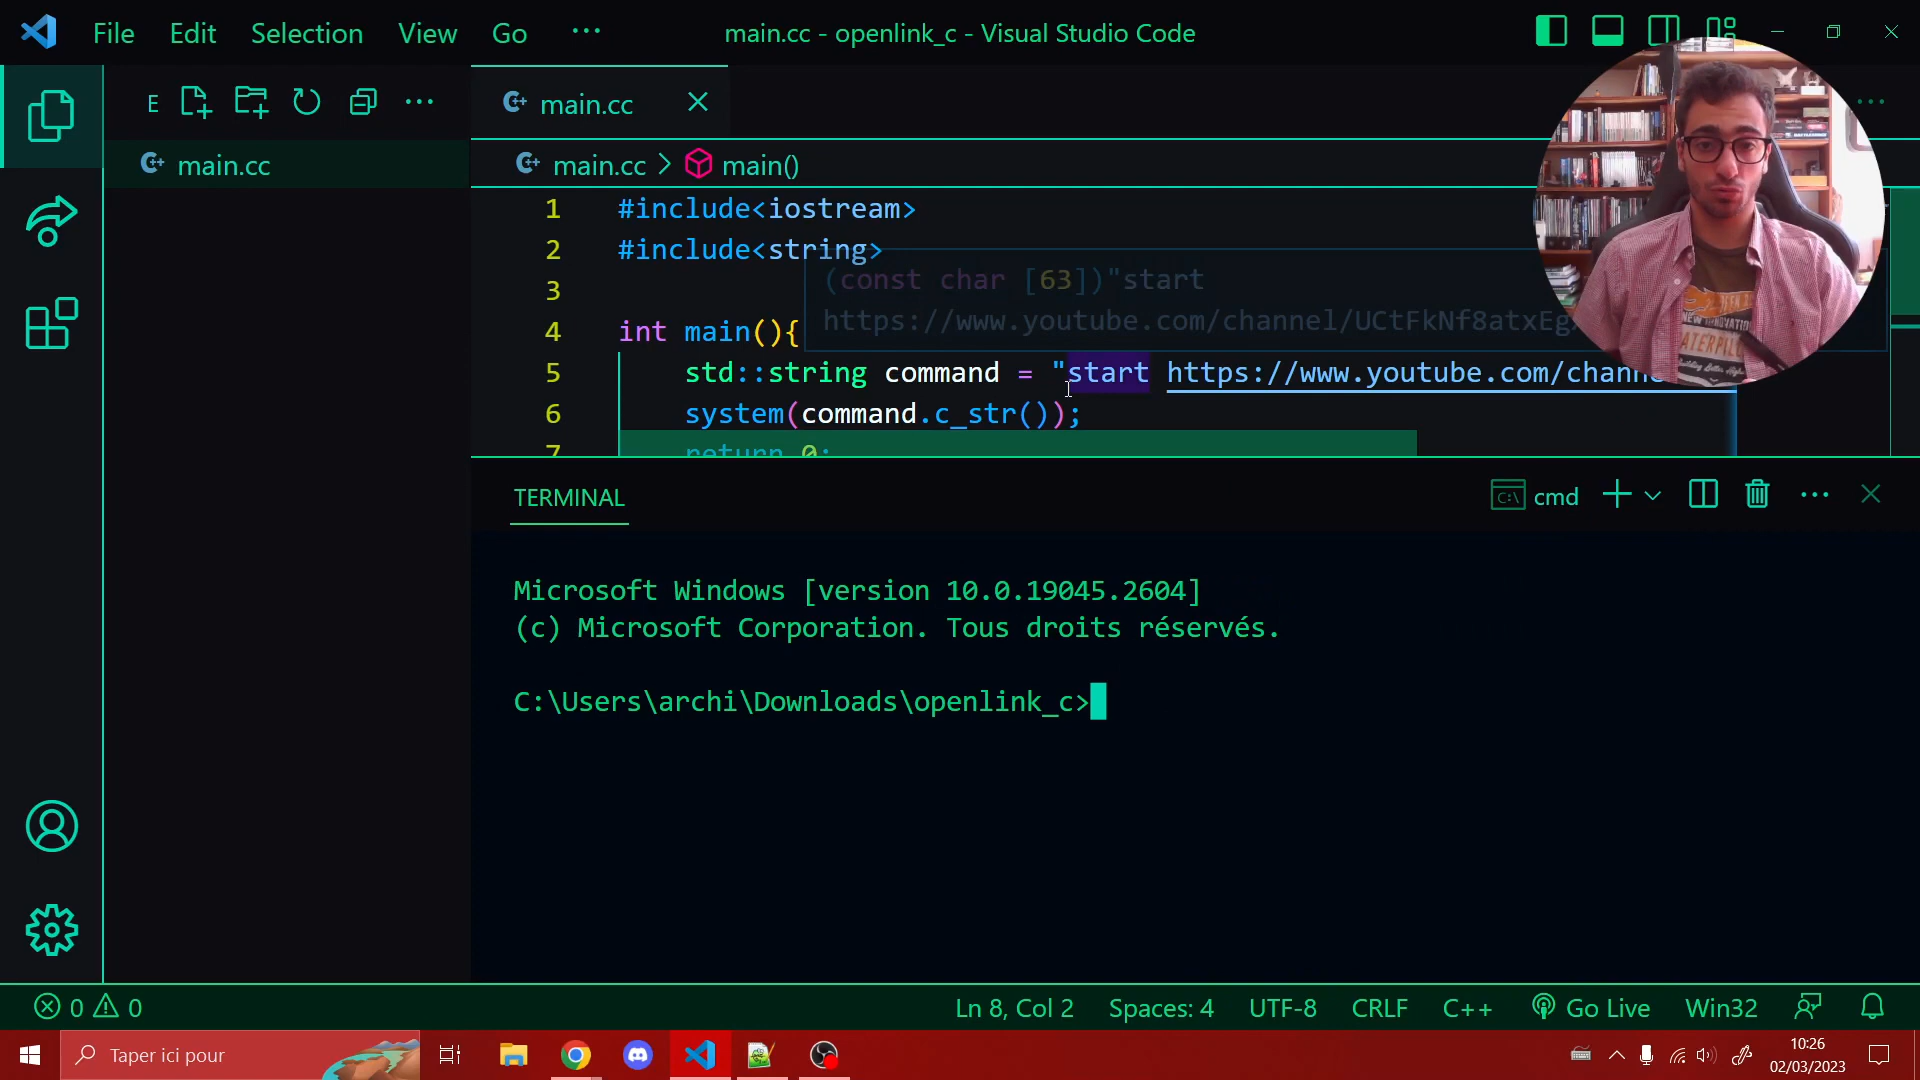 File Edit Selection View Go ··· main.cc - openlink_c - Visual Studio Code
E
main.cc
main.cc
main.cc > main()
1 #include<iostream>
2 #include<string>
(const char [63])"start
3
https://www.youtube.com/channel/UCtFkNf8atxEg
4 int main(){
5 std::string command = "start https://www.youtube.com/channe
6 system(command.c_str());
7 return 0;
TERMINAL
cmd
Microsoft Windows [version 10.0.19045.2604]
(c) Microsoft Corporation. Tous droits réservés.
C:\Users\archi\Downloads\openlink_c>
0 0 Ln 8, Col 2 Spaces: 4 UTF-8 CRLF C++ Go Live Win32
Taper ici pour
10:26
02/03/2023